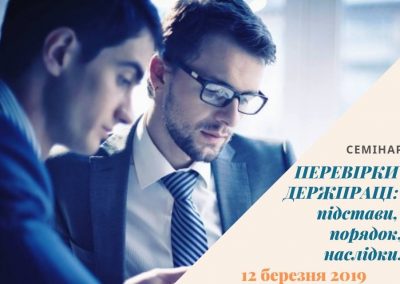 СЕМІНАР
ПЕРЕВІРКИ
ДЕРЖПРАЦІ:
підстави,
порядок,
наслідки.
12 березня 2019